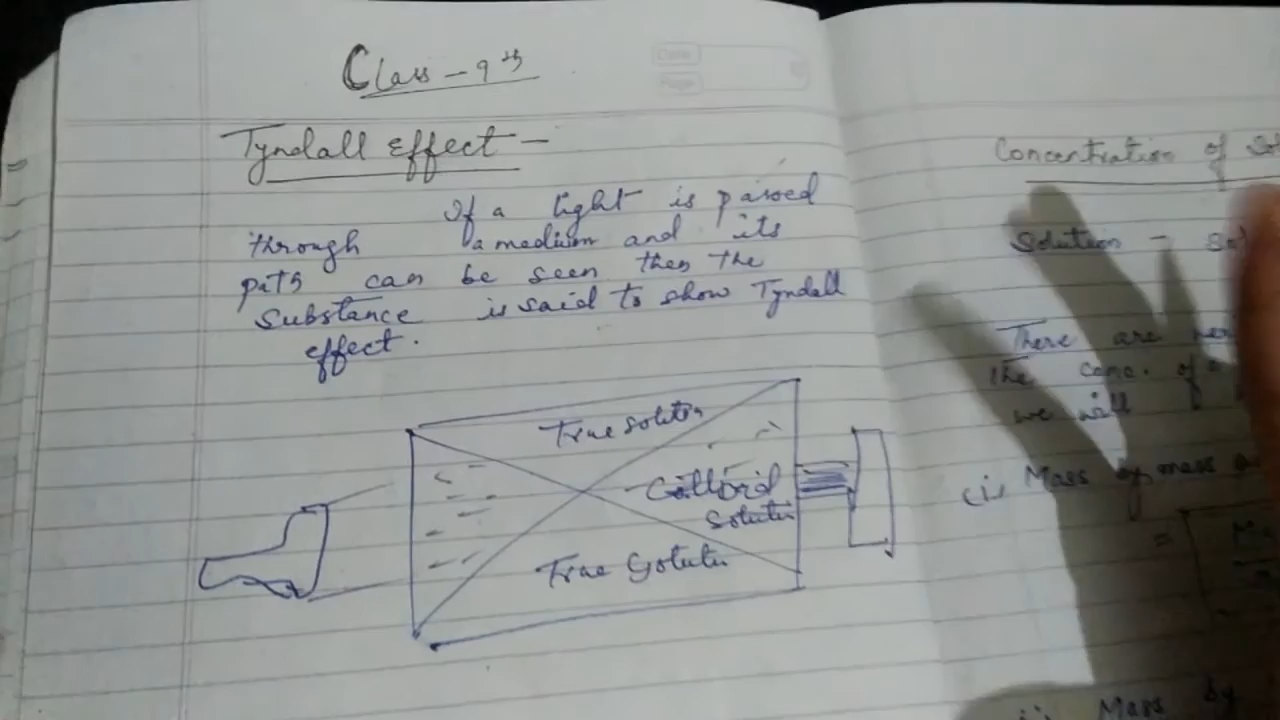 Class - 9th
Date
Page
Tyndall effect -
If a light is passed
through a medium and its
path can be seen then the
substance is said to show Tyndall
effect.
True solution
Colloid
solution
True Solution
Concentration of
Solution -
There are
the conc. of
we will
(i) Mass by mass
=
Mass by